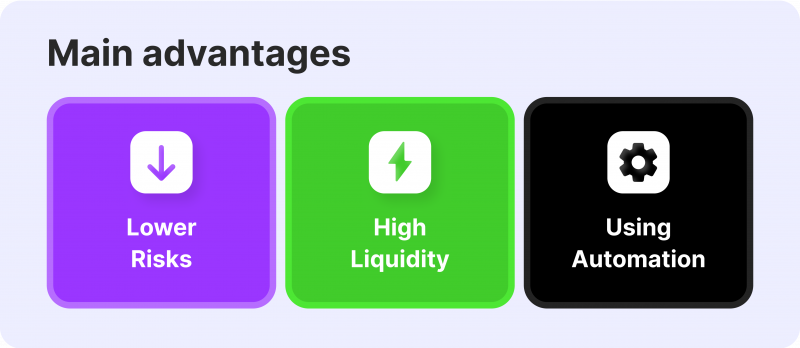 Main advantages
Lower
Risks
High
Liquidity
Using
Automation